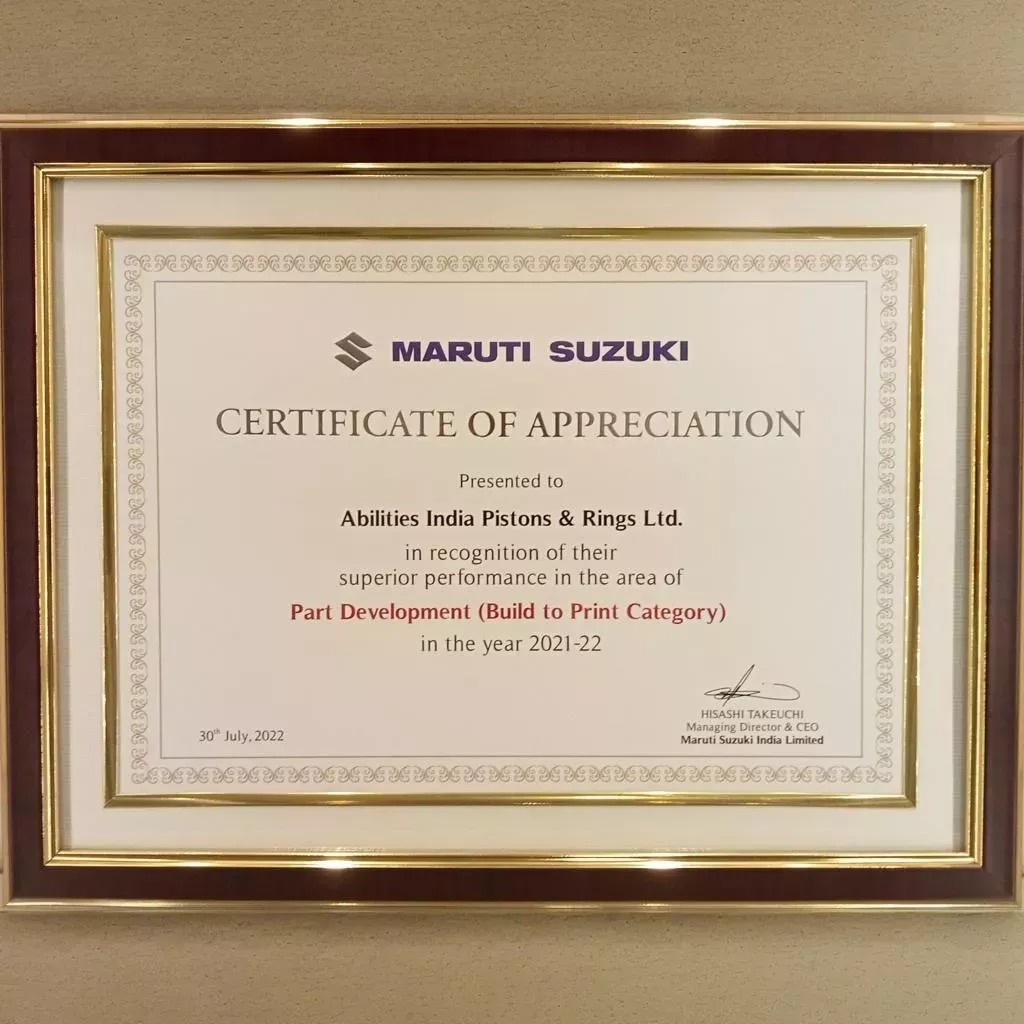 MARUTI SUZUKI
CERTIFICATE OF APPRECIATION
Presented to
Abilities India Pistons & Rings Ltd.
in recognition of their
superior performance in the area of
Part Development (Build to Print Category)
in the year 2021-22
HISASHI TAKEUCHI
Managing Director & CEO
Maruti Suzuki India Limited
30th July, 2022